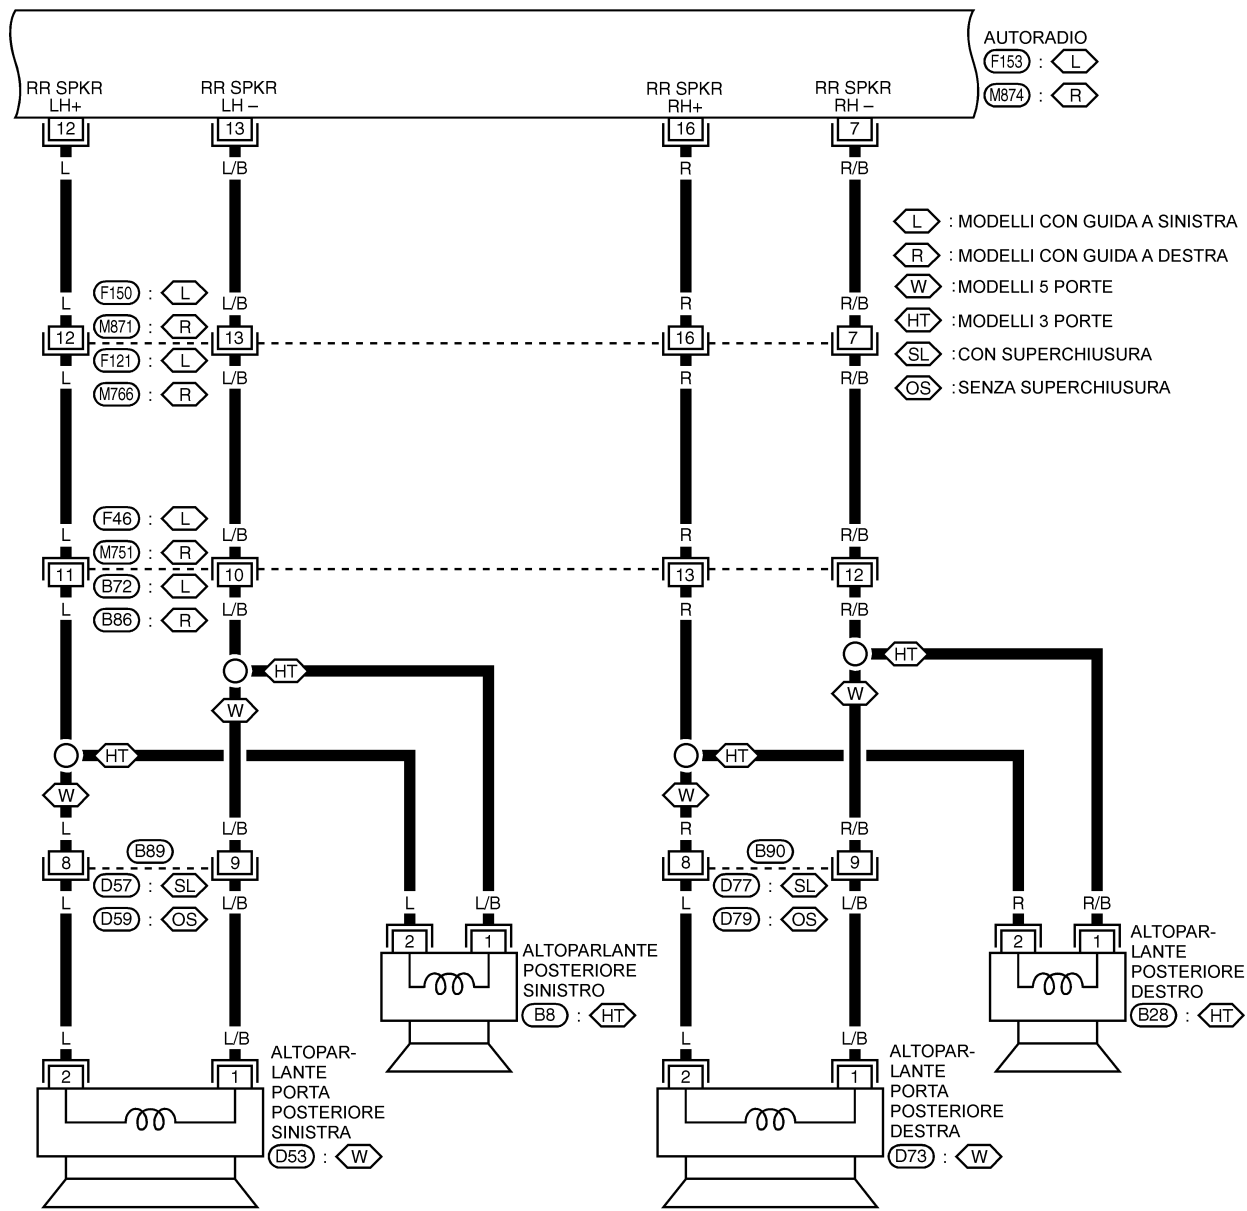 AUTORADIO
F153 : L
M874 : R
RR SPKR RR SPKR RR SPKR RR SPKR
LH+ LH – RH+ RH –
12 13 16 7
L L/B R R/B
L : MODELLI CON GUIDA A SINISTRA
R : MODELLI CON GUIDA A DESTRA
W : MODELLI 5 PORTE
HT : MODELLI 3 PORTE
SL : CON SUPERCHIUSURA
OS : SENZA SUPERCHIUSURA
F150 : L
L L/B R R/B
M871 : R
12 13 16 7
F121 : L
L L/B R R/B
M766 : R
F46 : L
L L/B R R/B
M751 : R
11 10 13 12
B72 : L
L L/B R R/B
B86 : R
HT HT
W W
HT HT
W W
L L/B R R/B
B89 B90
8 9 8 9
D57 : SL D77 : SL
L L/B L L/B L L/B R R/B
D59 : OS D79 : OS
2 1 2 1
ALTOPARLANTE
POSTERIORE
SINISTRO
B8 : HT
ALTOPAR-
LANTE
POSTERIORE
DESTRO
B28 : HT
L L/B L L/B
2 1 2 1
ALTOPAR-
LANTE
PORTA
POSTERIORE
SINISTRA
D53 : W
ALTOPAR-
LANTE
PORTA
POSTERIORE
DESTRA
D73 : W